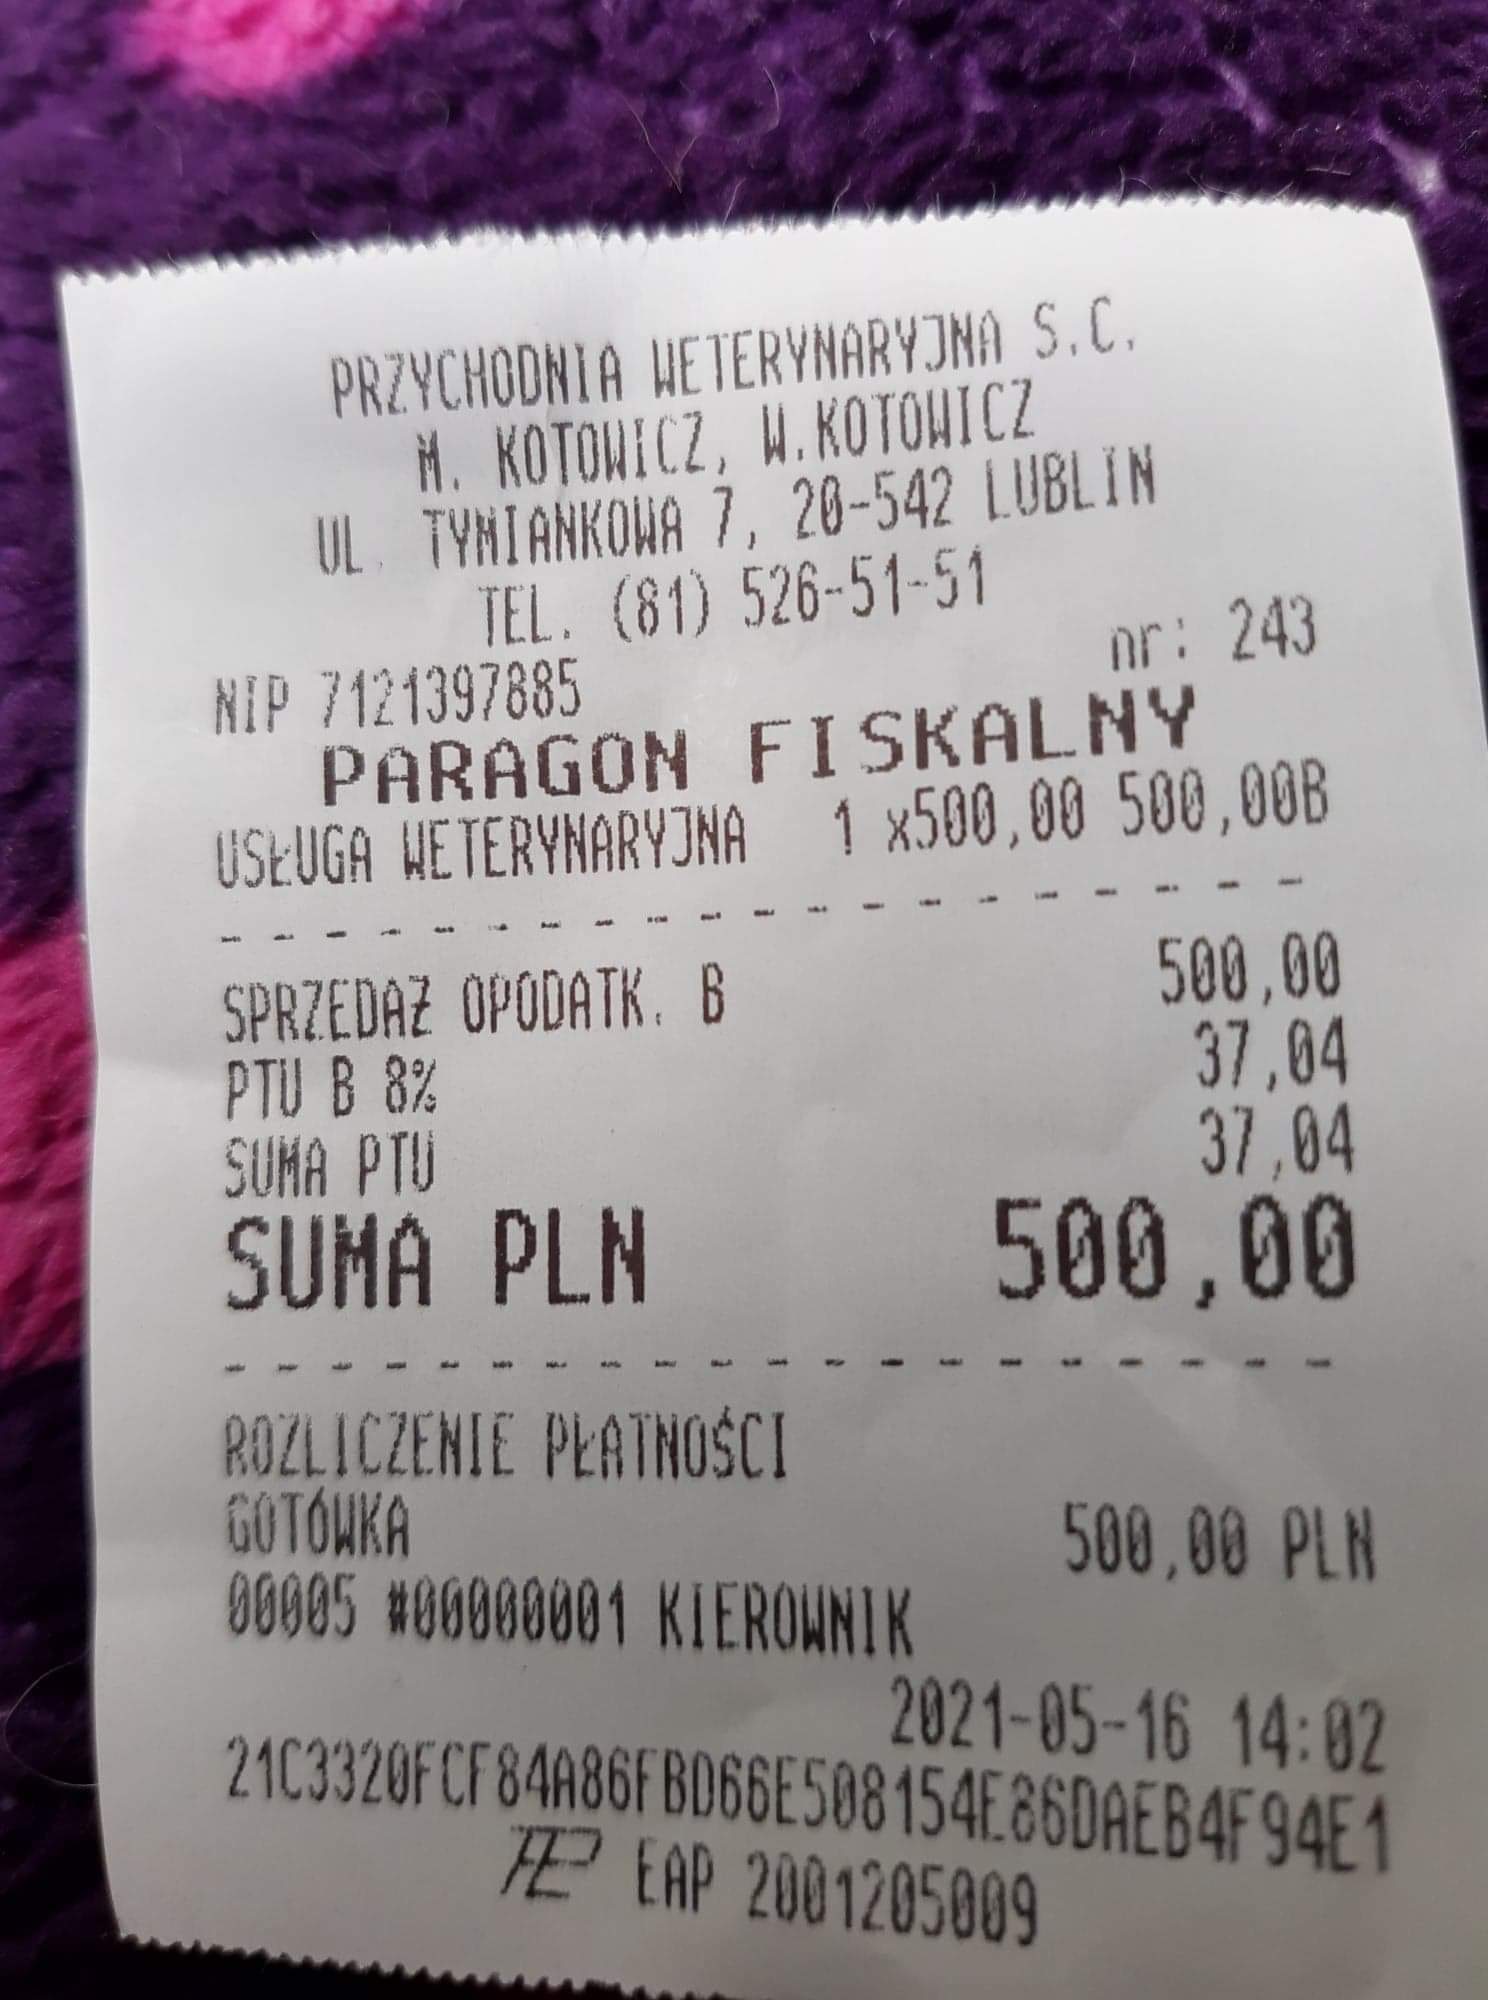 PRZYCHODNIA WETERYNARYJNA S.C.
M. KOTOWICZ, W.KOTOWICZ
UL. TYMIANKOWA 7, 20-542 LUBLIN
TEL. (81) 526-51-51
NIP 7121397885 nr: 243
PARAGON FISKALNY
USŁUGA WETERYNARYJNA 1 x500,00 500,00B
SPRZEDAŻ OPODATK. B 500,00
PTU B 8% 37,04
SUMA PTU 37,04
SUMA PLN 500,00
ROZLICZENIE PŁATNOŚCI
GOTÓWKA 500,00 PLN
00005 #00000001 KIEROWNIK
2021-05-16 14:02
21C3320FCF84A86FBD66E508154E86DAEB4F94E1
EAP 2001205009